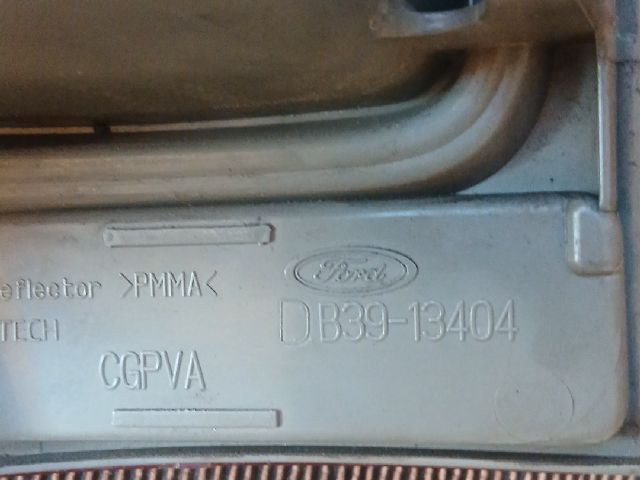 eflector >PMMA<
Ford
TECH
DB39-13404
CGPVA